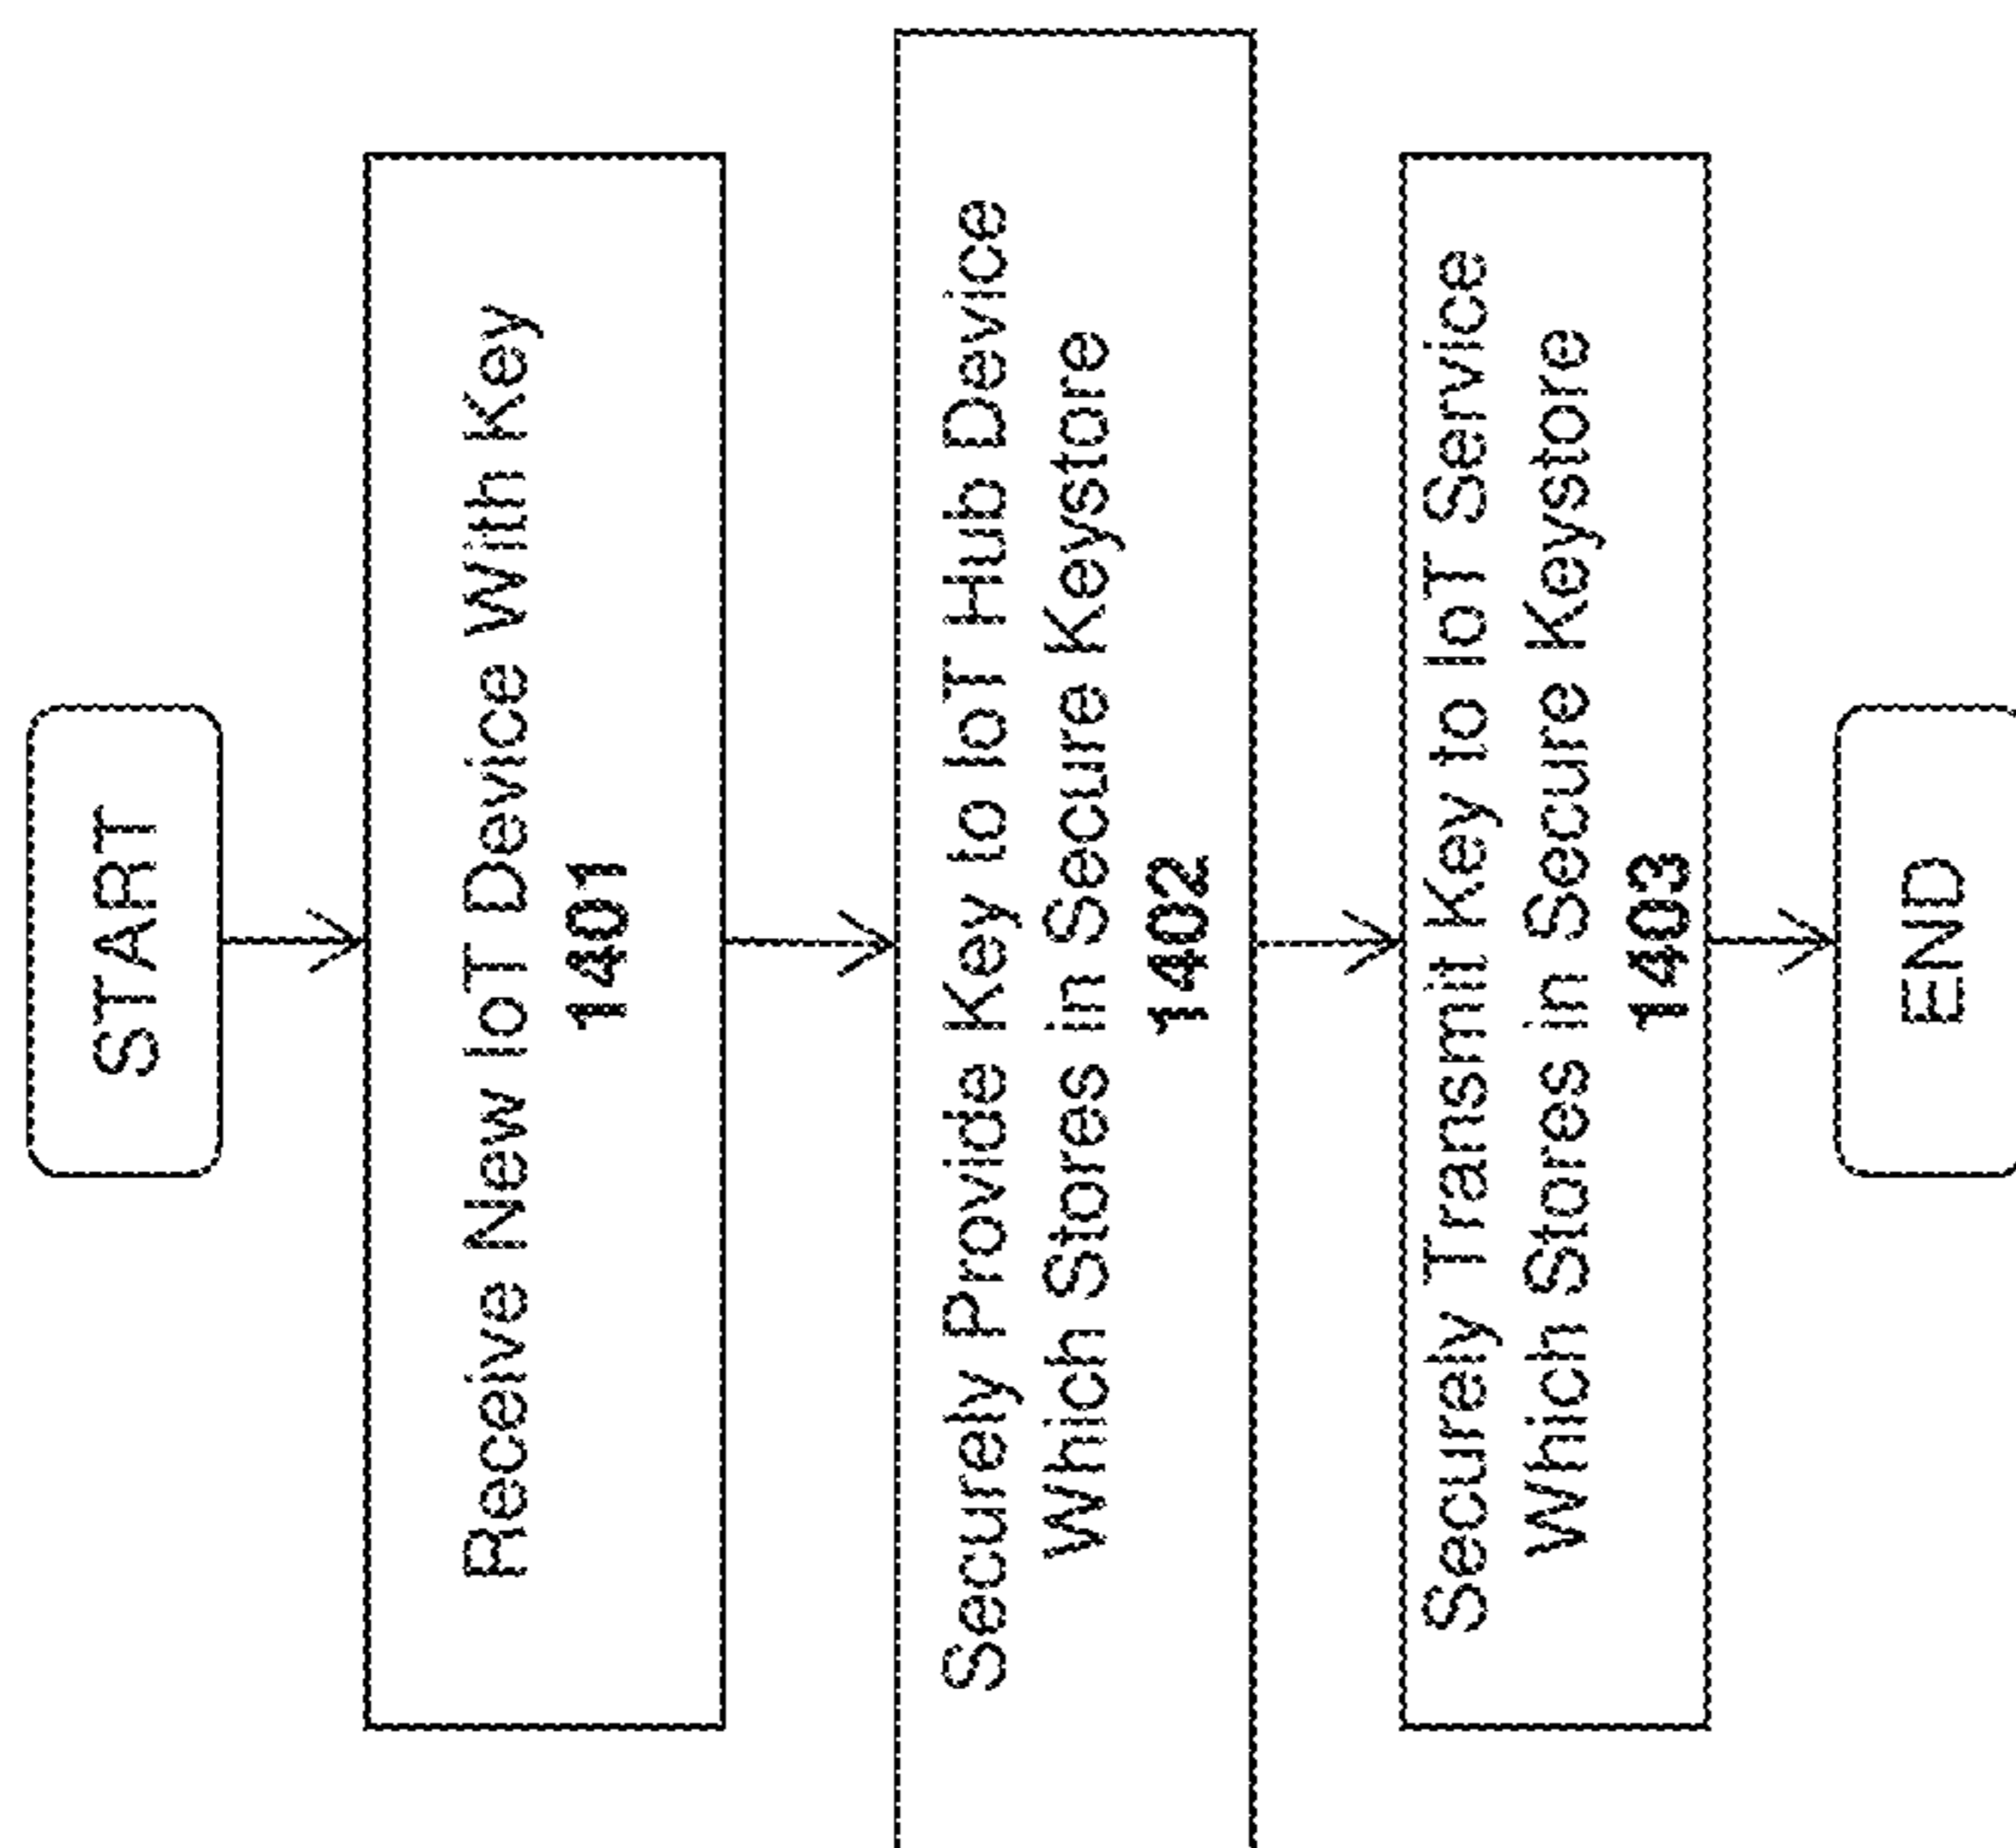 START
Receive New IoT Device With Key
1401
Securely Provide Key to IoT Hub Device
Which Stores in Secure Keystore
1402
Securely Transmit Key to IoT Service
Which Stores in Secure Keystore
1403
END